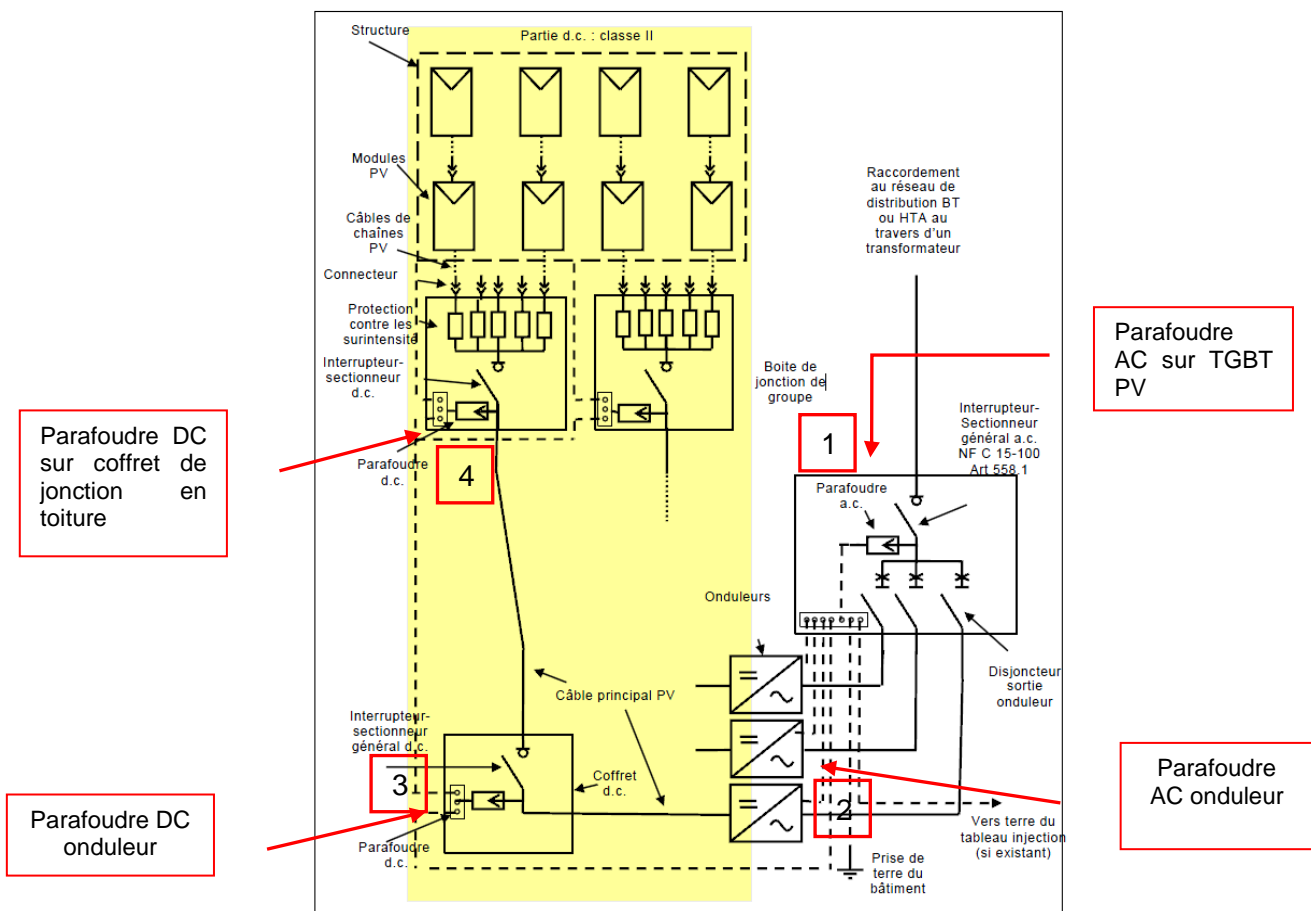 Structure
Partie d.c. : classe II
Modules
PV
Câbles de
chaînes
PV
Connecteur
Protection
contre les
surintensité
Interrupteur-
sectionneur
d.c.
Parafoudre
d.c.
4
Parafoudre DC
sur coffret de
jonction en
toiture
Raccordement
au réseau de
distribution BT
ou HTA au
travers d'un
transformateur
Parafoudre
AC sur TGBT
PV
Boite de
jonction de
groupe
1
Interrupteur-
Sectionneur
général a.c.
NF C 15-100
Art 558.1
Parafoudre
a.c.
Onduleurs
Disjoncteur
sortie
onduleur
Câble principal PV
Interrupteur-
sectionneur
général d.c.
3
Coffret
d.c.
Parafoudre
d.c.
Parafoudre DC
onduleur
2
Parafoudre
AC onduleur
Vers terre du
tableau injection
(si existant)
Prise de
terre du
bâtiment